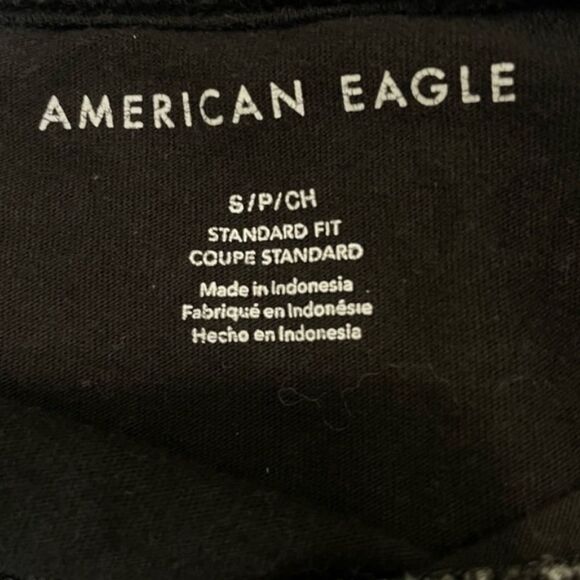 AMERICAN EAGLE
S/P/CH
STANDARD FIT
COUPE STANDARD
Made in Indonesia
Fabriqué en Indonésie
Hecho en Indonesia